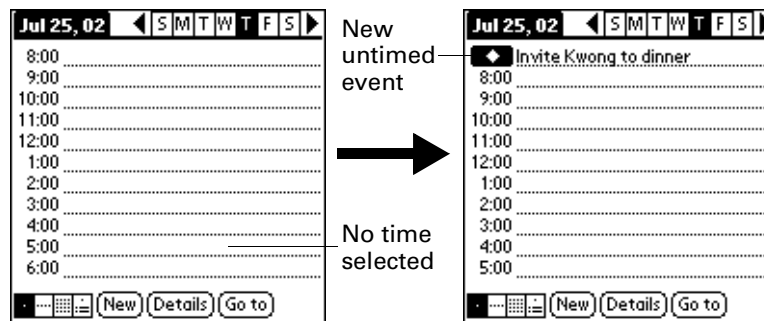 Jul 25, 02 S M T W T F S
8:00
9:00
10:00
11:00
12:00
1:00
2:00
3:00
4:00
5:00
6:00
New Details Go to
New
untimed
event
No time
selected
Jul 25, 02 S M T W T F S
Invite Kwong to dinner
8:00
9:00
10:00
11:00
12:00
1:00
2:00
3:00
4:00
5:00
New Details Go to